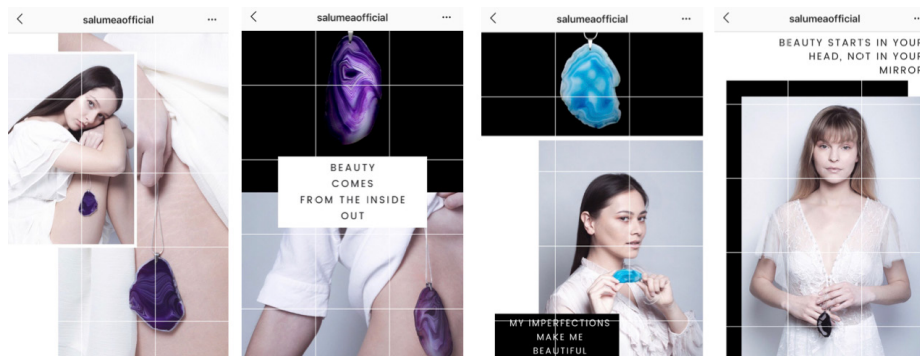 salumeaofficial
salumeaofficial
BEAUTY
COMES
FROM THE INSIDE
OUT
salumeaofficial
MY IMPERFECTIONS
MAKE ME
BEAUTIFUL
salumeaofficial
BEAUTY STARTS IN YOUR
HEAD, NOT IN YOUR
MIRROR